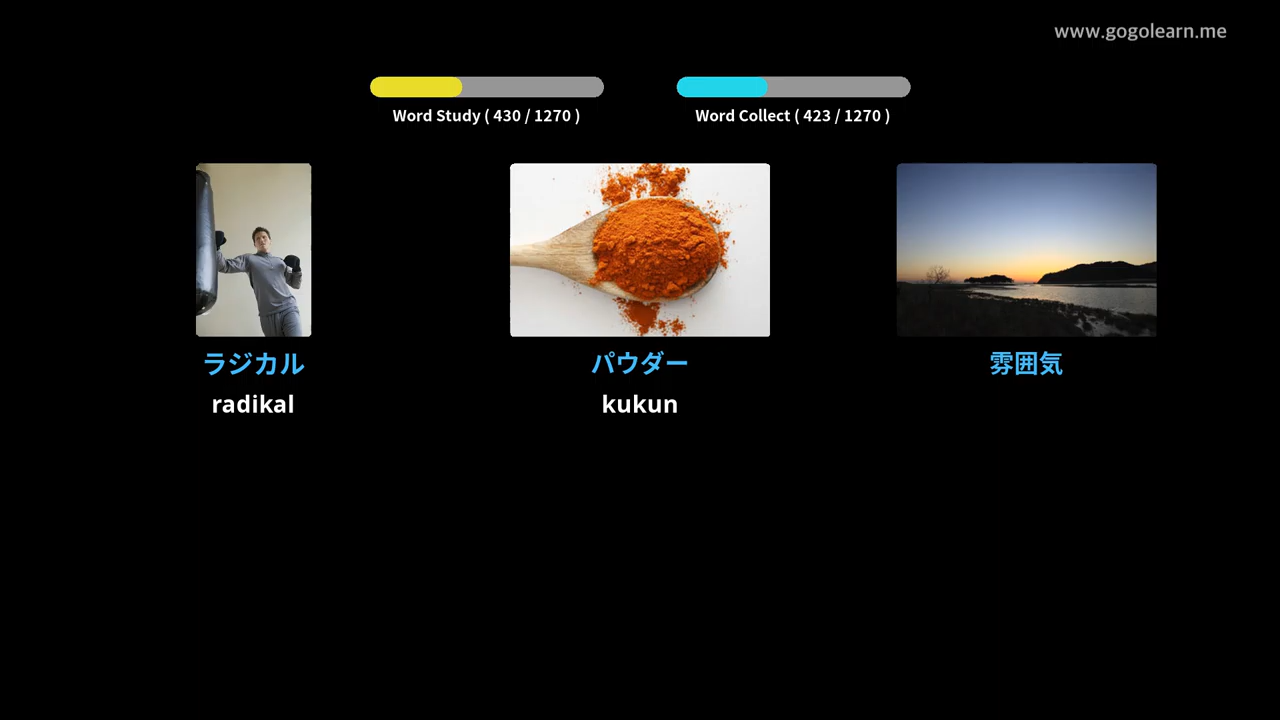 www.gogolearn.me
Word Study ( 430 / 1270 )
Word Collect ( 423 / 1270 )
ラジカル
パウダー
雰囲気
radikal
kukun